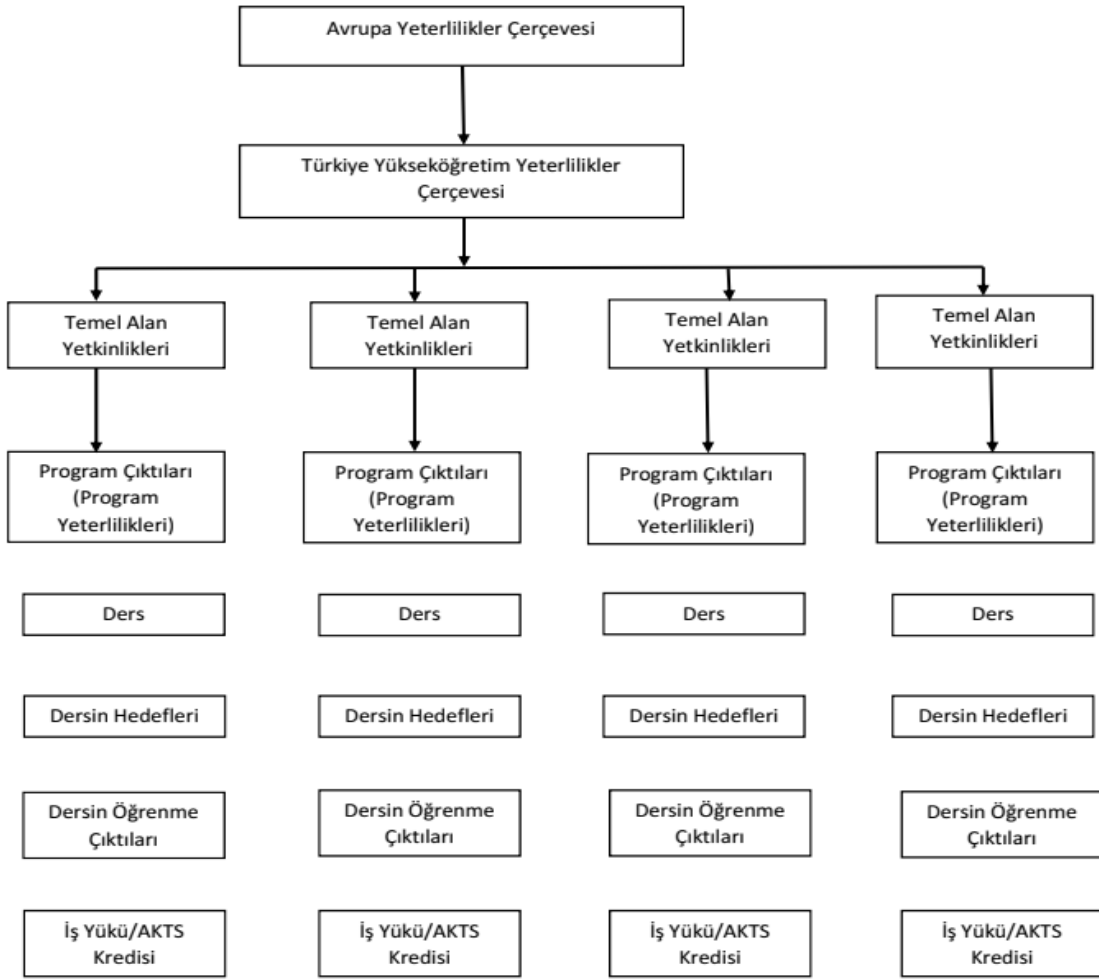 Avrupa Yeterlilikler Çerçevesi
Türkiye Yükseköğretim Yeterlilikler
Çerçevesi
Temel Alan
Yetkinlikleri
Temel Alan
Yetkinlikleri
Temel Alan
Yetkinlikleri
Temel Alan
Yetkinlikleri
Program Çıktıları
(Program
Yeterlilikleri)
Program Çıktıları
(Program
Yeterlilikleri)
Program Çıktıları
(Program
Yeterlilikleri)
Program Çıktıları
(Program
Yeterlilikleri)
Ders
Ders
Ders
Ders
Dersin Hedefleri
Dersin Hedefleri
Dersin Hedefleri
Dersin Hedefleri
Dersin Öğrenme
Çıktıları
Dersin Öğrenme
Çıktıları
Dersin Öğrenme
Çıktıları
Dersin Öğrenme
Çıktıları
İş Yükü/AKTS
Kredisi
İş Yükü/AKTS
Kredisi
İş Yükü/AKTS
Kredisi
İş Yükü/AKTS
Kredisi